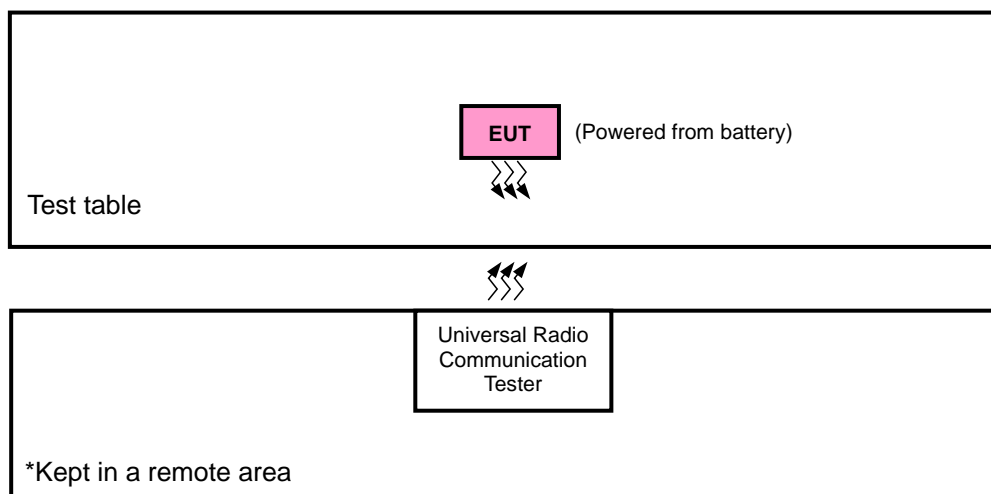 EUT
(Powered from battery)
Test table
Universal Radio
Communication
Tester
*Kept in a remote area